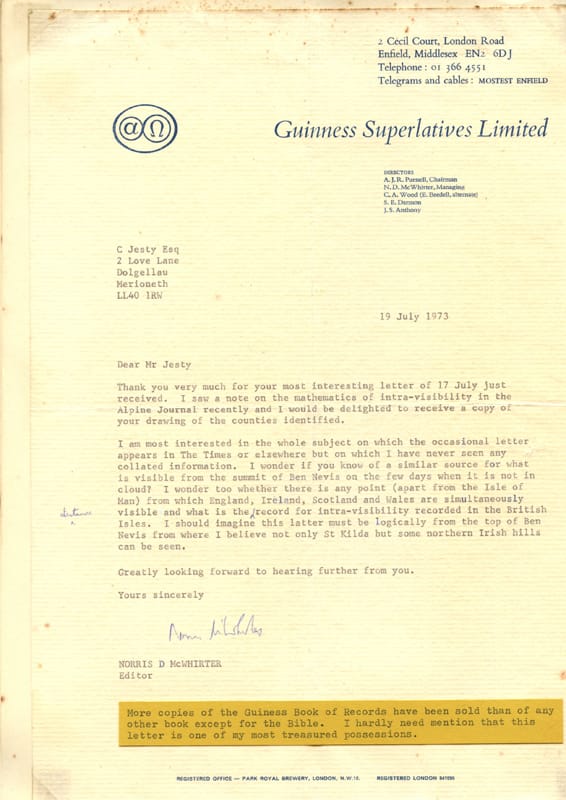 2 Cecil Court, London Road
Enfield, Middlesex EN2 6DJ
Telephone : 01 366 4551
Telegrams and cables : MOSTEST ENFIELD
αΩ
Guinness Superlatives Limited
DIRECTORS
A. J. R. Purssell, Chairman
N. D. McWhirter, Managing
C. A. Wood (E. Beedell, alternate)
S. E. Darmon
J. S. Anthony
C Jesty Esq
2 Love Lane
Dolgellau
Merioneth
LL40 1RW
19 July 1973
Dear Mr Jesty
Thank you very much for your most interesting letter of 17 July just
received. I saw a note on the mathematics of intra-visibility in the
Alpine Journal recently and I would be delighted to receive a copy of
your drawing of the counties identified.
I am most interested in the whole subject on which the occasional letter
appears in The Times or elsewhere but on which I have never seen any
collated information. I wonder if you know of a similar source for what
is visible from the summit of Ben Nevis on the few days when it is not in
cloud? I wonder too whether there is any point (apart from the Isle of
Man) from which England, Ireland, Scotland and Wales are simultaneously
distance
visible and what is the record for intra-visibility recorded in the British
Isles. I should imagine this latter must be logically from the top of Ben
Nevis from where I believe not only St Kilda but some northern Irish hills
can be seen.
Greatly looking forward to hearing further from you.
Yours sincerely
Norris McWhirter
NORRIS D McWHIRTER
Editor
More copies of the Guiness Book of Records have been sold than of any
other book except for the Bible. I hardly need mention that this
letter is one of my most treasured possessions.
REGISTERED OFFICE — PARK ROYAL BREWERY, LONDON, N.W.10. REGISTERED LONDON